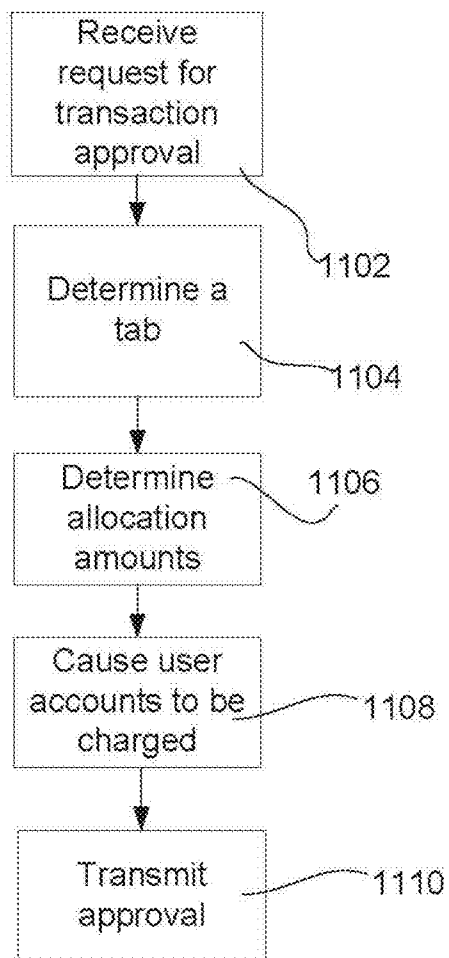 Receive
request for
transaction
approval
1102
Determine a
tab
1104
Determine
allocation
amounts
1106
Cause user
accounts to be
charged
1108
Transmit
approval
1110